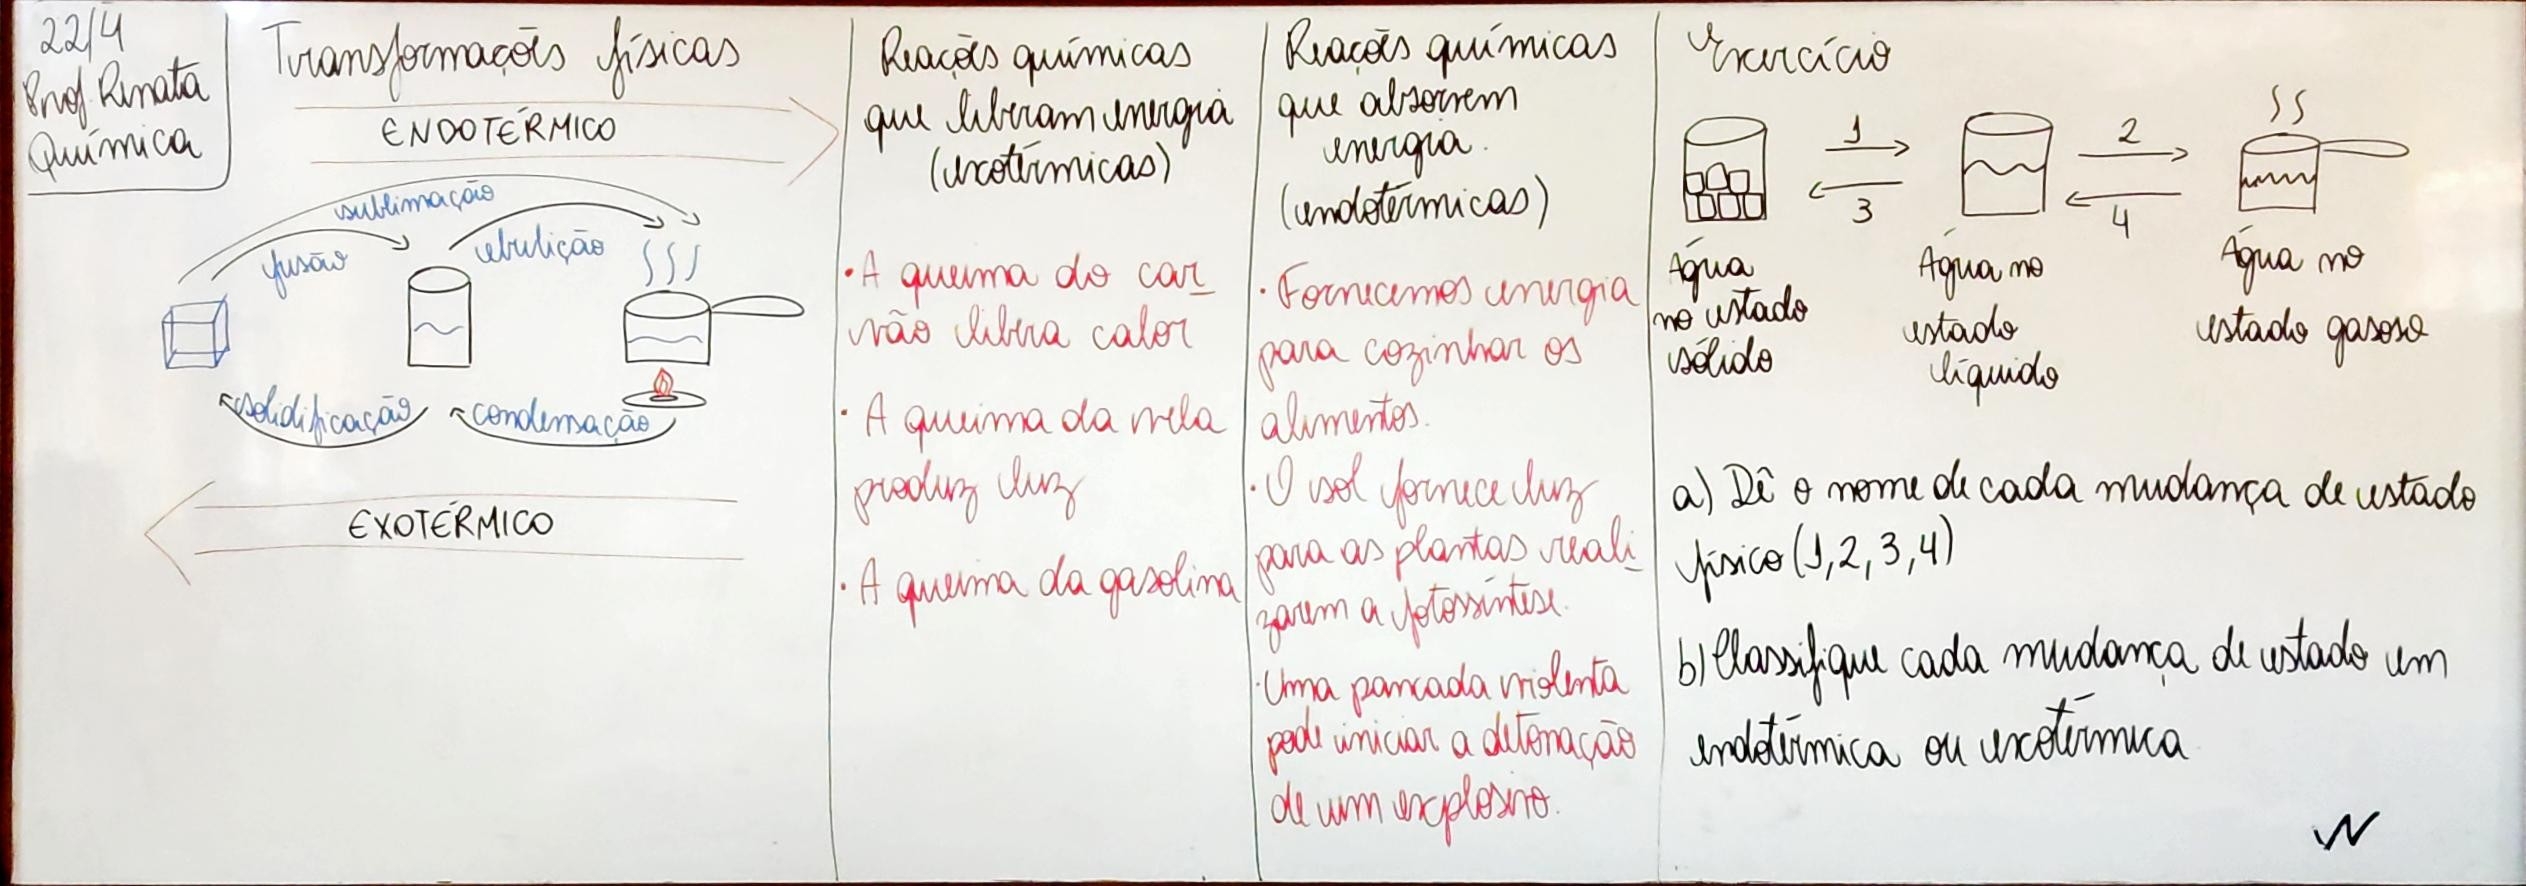 22/4
Prof. Renata
Química
Transformações físicas
ENDOTÉRMICO
sublimação
fusão
ebulição
solidificação
condensação
EXOTÉRMICO
Reações químicas
que liberam energia
(exotérmicas)
• A queima do car_
vão libera calor
• A queima da vela
produz luz
• A queima da gasolina
Reações químicas
que absorvem
energia.
(endotérmicas)
• Fornecemos energia
para cozinhar os
alimentos.
• O sol fornece luz
para as plantas reali_
zarem a fotossíntese.
• Uma pancada violenta
pode iniciar a detonação
de um explosivo.
Exercício
1
2
3
4
Água
no estado
sólido
Água no
estado
líquido
Água no
estado gasoso
a) Dê o nome de cada mudança de estado
físico (1, 2, 3, 4)
b) Classifique cada mudança de estado em
endotérmica ou exotérmica